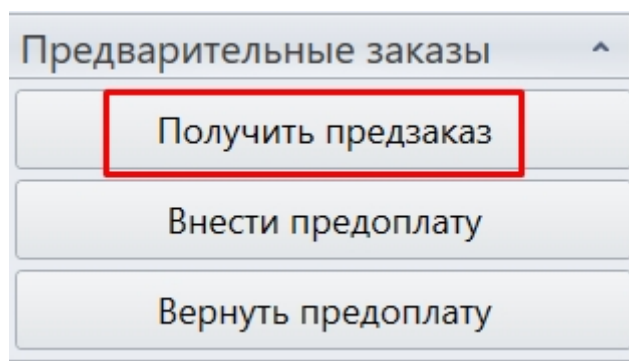 Предварительные заказы
Получить предзаказ
Внести предоплату
Вернуть предоплату